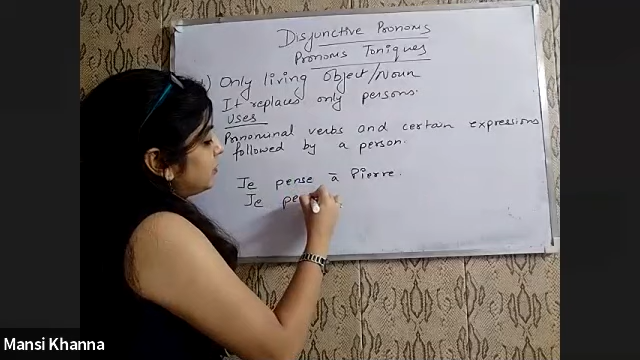 Disjunctive Pronoms
Pronoms Toniques
Only living object/Noun
It replaces only persons.
Uses
Pronominal verbs and certain expressions
followed by a person.
Je pense à Pierre.
Je pe
Mansi Khanna